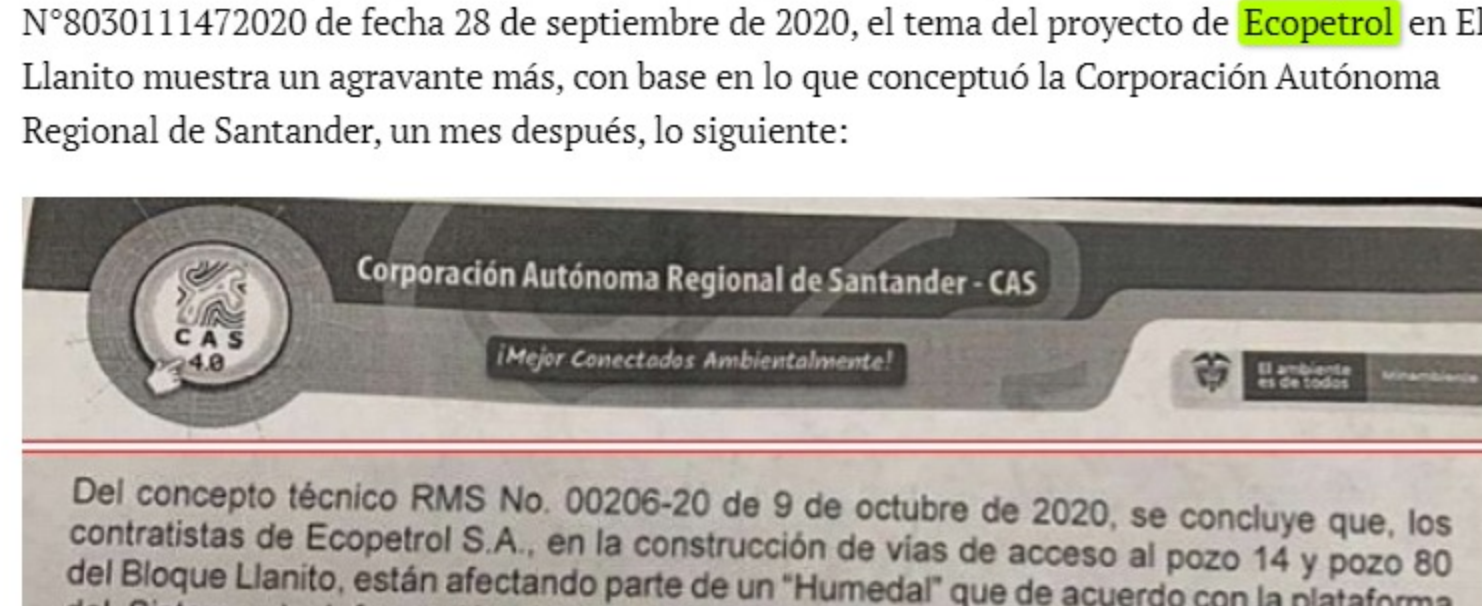 N°8030111472020 de fecha 28 de septiembre de 2020, el tema del proyecto de Ecopetrol en El
Llanito muestra un agravante más, con base en lo que conceptuó la Corporación Autónoma
Regional de Santander, un mes después, lo siguiente:
Corporación Autónoma Regional de Santander - CAS
CAS
4.0
¡Mejor Conectados Ambientalmente!
El ambiente
es de todos
Minambiente
Del concepto técnico RMS No. 00206-20 de 9 de octubre de 2020, se concluye que, los
contratistas de Ecopetrol S.A., en la construcción de vías de acceso al pozo 14 y pozo 80
del Bloque Llanito, están afectando parte de un "Humedal" que de acuerdo con la plataforma